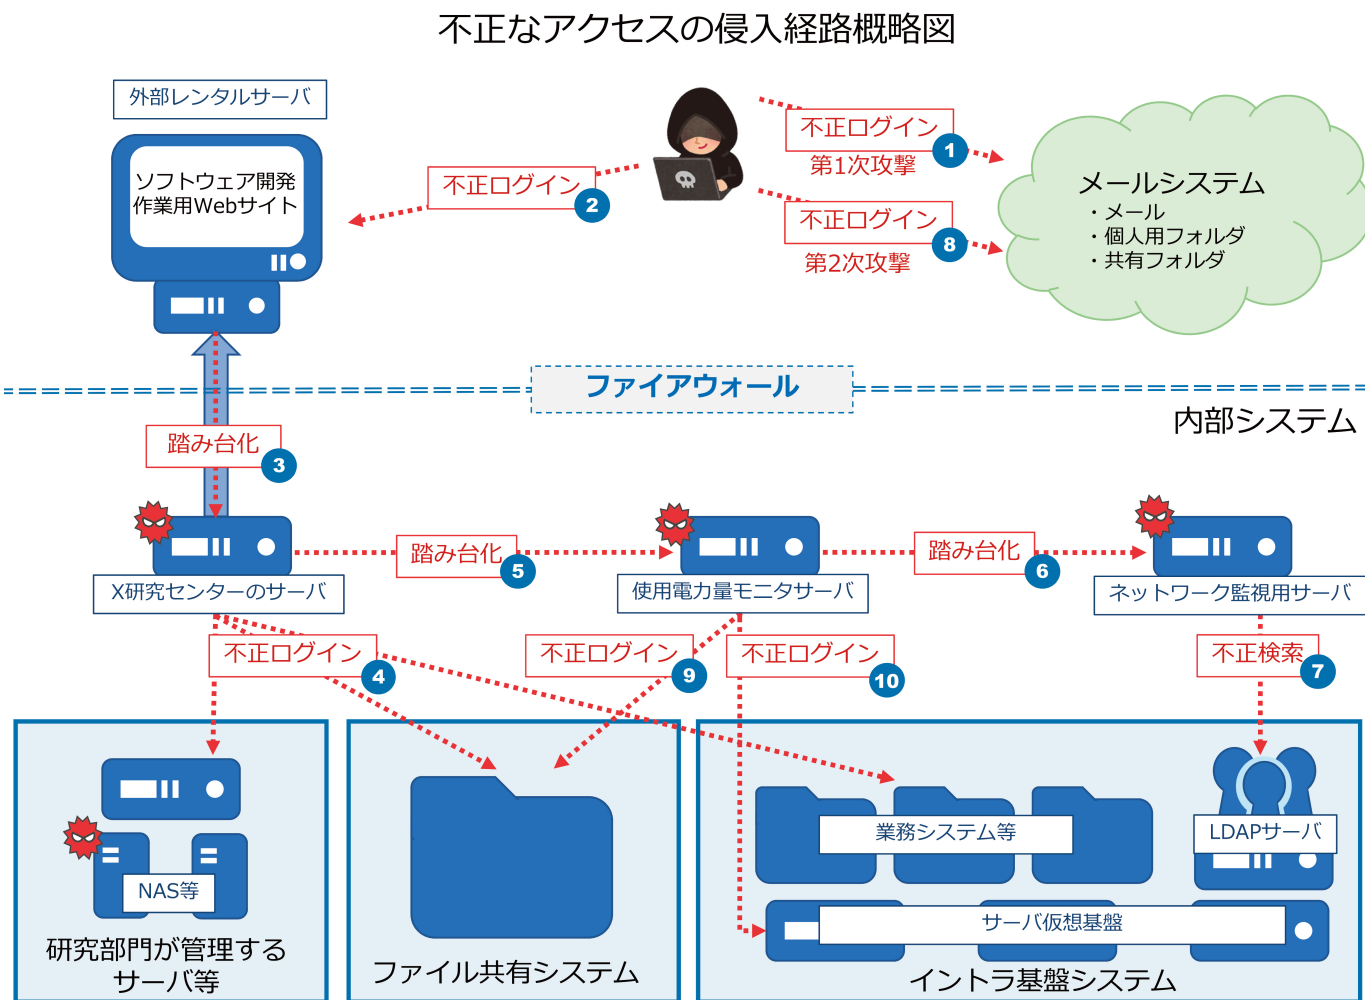 不正なアクセスの侵入経路概略図
外部レンタルサーバ
ソフトウェア開発
作業用Webサイト
不正ログイン
1
第1次攻撃
不正ログイン
2
不正ログイン
8
第2次攻撃
メールシステム
・メール
・個人用フォルダ
・共有フォルダ
ファイアウォール
内部システム
踏み台化
3
踏み台化
5
踏み台化
6
X研究センターのサーバ
使用電力量モニタサーバ
ネットワーク監視用サーバ
不正ログイン
4
不正ログイン
9
不正ログイン
10
不正検索
7
NAS等
研究部門が管理する
サーバ等
ファイル共有システム
業務システム等
LDAPサーバ
サーバ仮想基盤
イントラ基盤システム